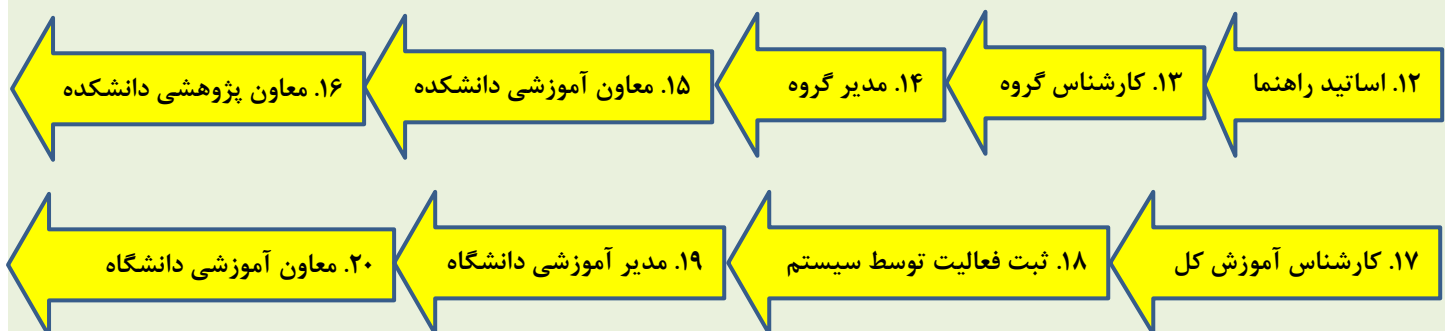 ۱۲. اساتید راهنما
۱۳. کارشناس گروه
۱۴. مدیر گروه
۱۵. معاون آموزشی دانشکده
۱۶. معاون پژوهشی دانشکده
۱۷. کارشناس آموزش کل
۱۸. ثبت فعالیت توسط سیستم
۱۹. مدیر آموزشی دانشگاه
۲۰. معاون آموزشی دانشگاه